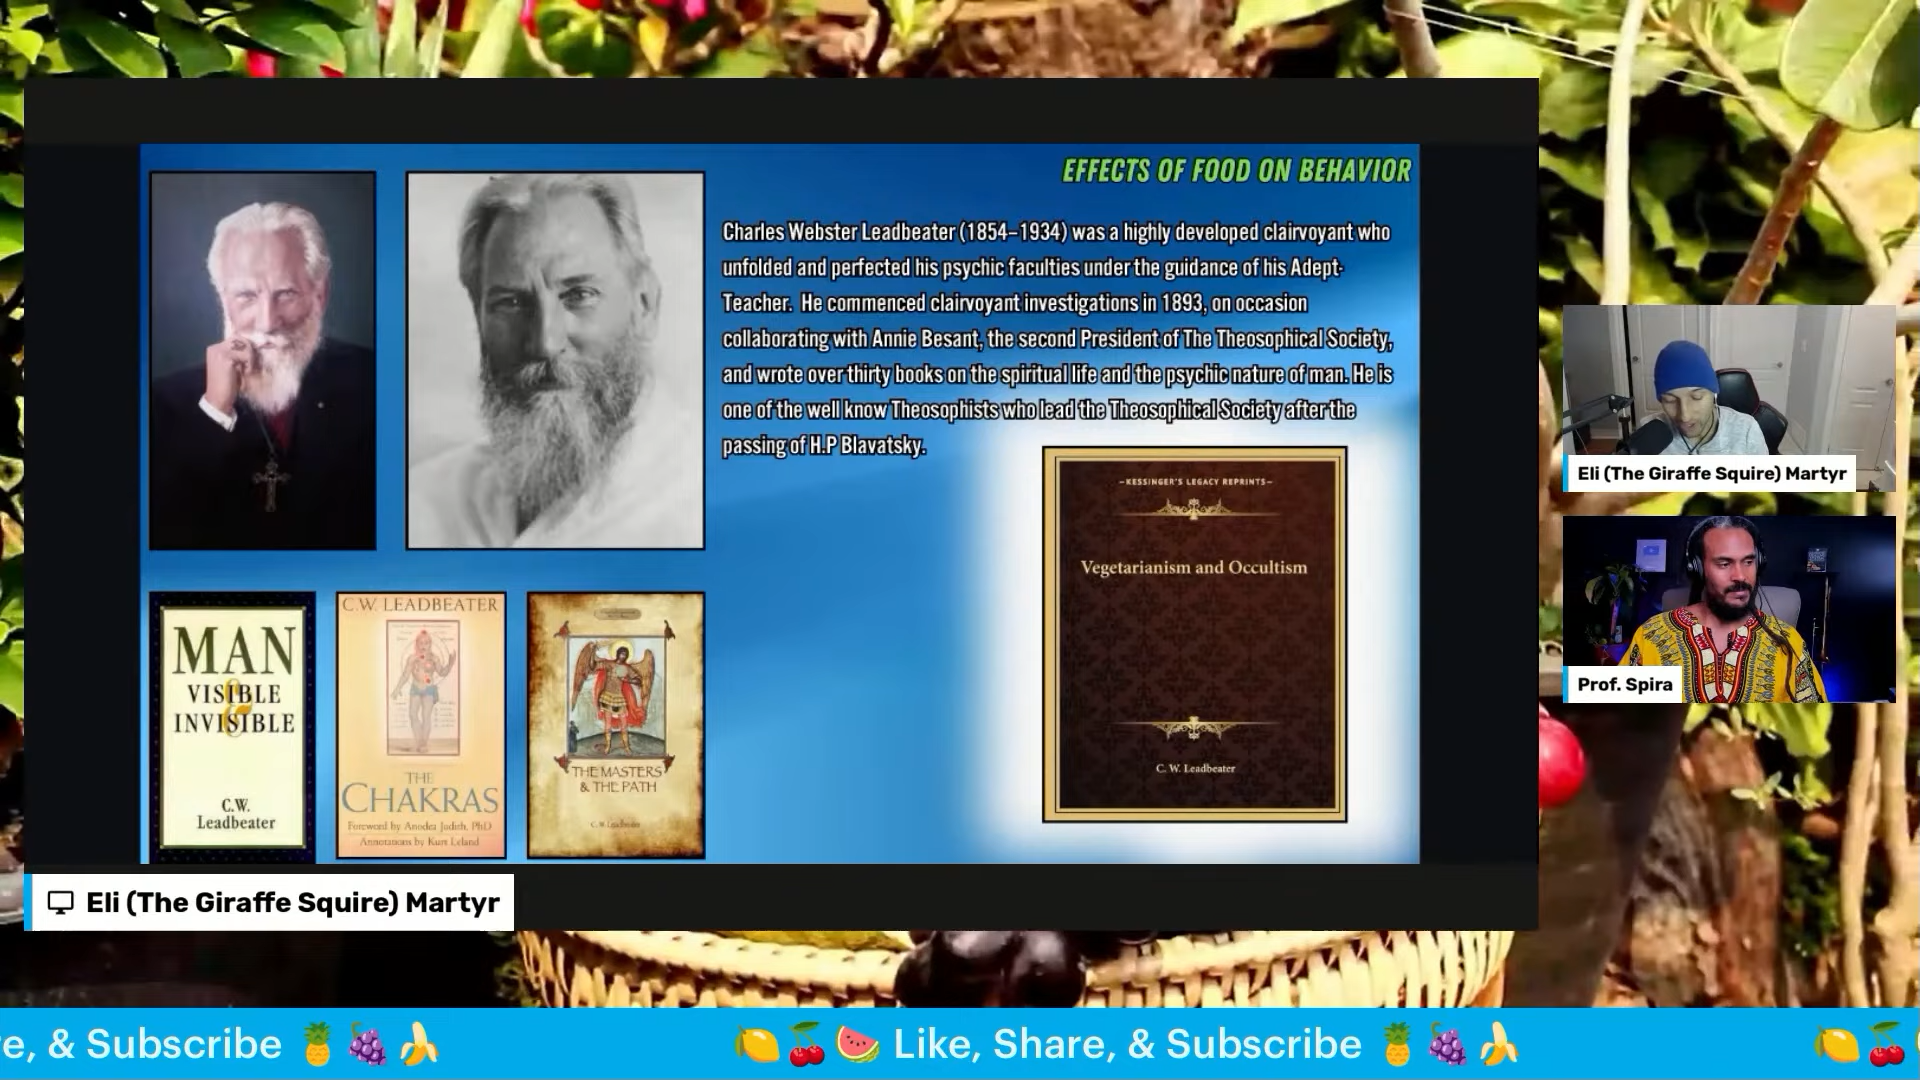 EFFECTS OF FOOD ON BEHAVIOR
Charles Webster Leadbeater (1854–1934) was a highly developed clairvoyant who
unfolded and perfected his psychic faculties under the guidance of his Adept-
Teacher. He commenced clairvoyant investigations in 1893, on occasion
collaborating with Annie Besant, the second President of The Theosophical Society,
and wrote over thirty books on the spiritual life and the psychic nature of man. He is
one of the well know Theosophists who lead the Theosophical Society after the
passing of H.P Blavatsky.
-KESSINGER'S LEGACY REPRINTS-
Vegetarianism and Occultism
C. W. Leadbeater
MAN
VISIBLE
&
INVISIBLE
C.W.
Leadbeater
C.W. LEADBEATER
THE
CHAKRAS
Foreword by Anodea Judith, PhD
Annotations by Kurt Leland
THE MASTERS
& THE PATH
C.W. Leadbeater
Eli (The Giraffe Squire) Martyr
Prof. Spira
Eli (The Giraffe Squire) Martyr
re, & Subscribe 🍍 🍇 🍌 🍋 🍒 🍉 Like, Share, & Subscribe 🍍 🍇 🍌 🍋 🍒